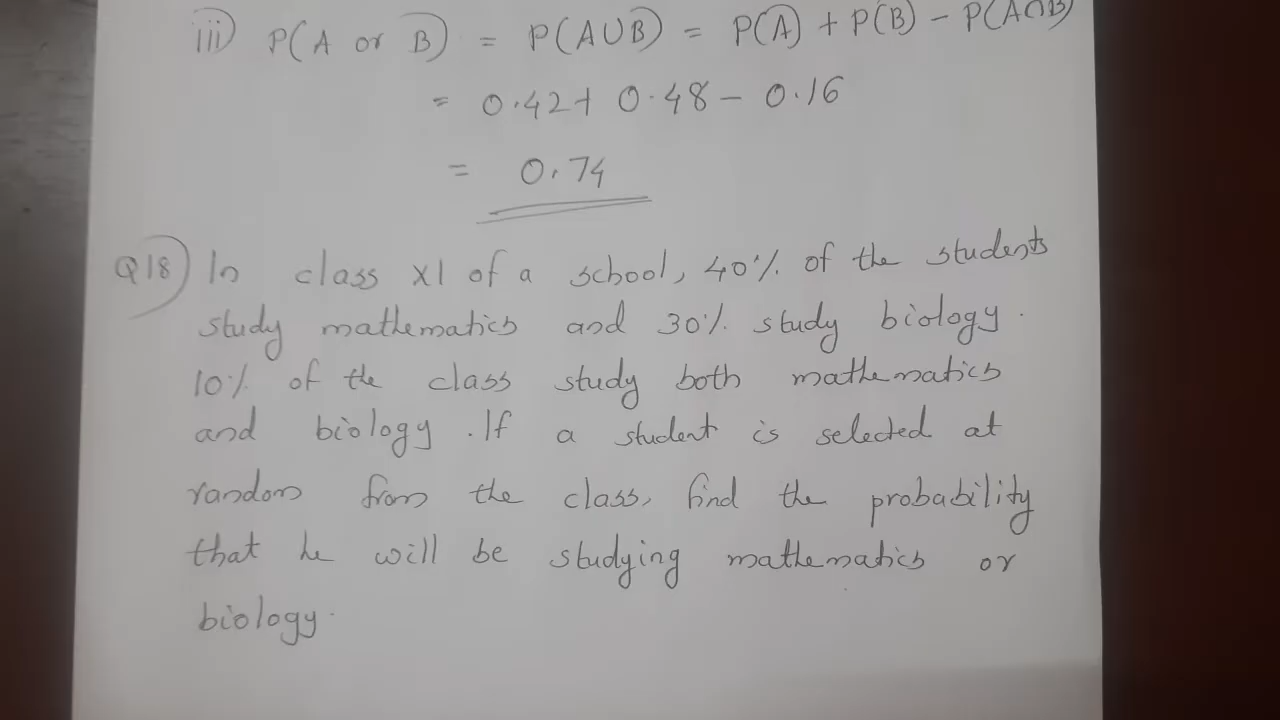 iii) P(A or B) = P(A∪B) = P(A) + P(B) - P(A∩B)
= 0.42 + 0.48 - 0.16
= 0.74
Q18) In class XI of a school, 40% of the students
study mathematics and 30% study biology.
10% of the class study both mathematics
and biology. If a student is selected at
random from the class, find the probability
that he will be studying mathematics or
biology.